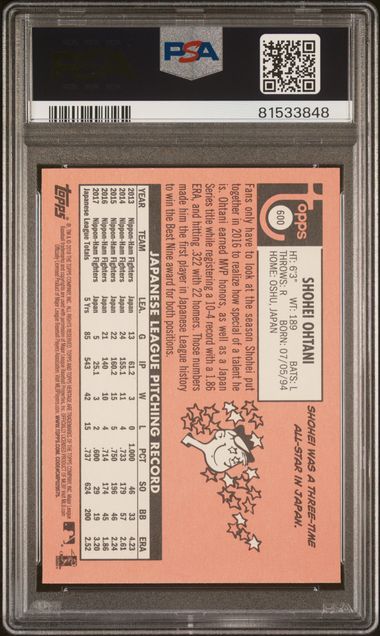 PSA
81533848
Topps
600
SHOHEI OHTANI
HT: 6'3" WT: 189 BATS: L
THROWS: R BORN: 07/05/94
HOME: OSHU JAPAN
SHOHEI WAS A THREE-TIME
ALL-STAR IN JAPAN.
Fans only have to look at the season Shohei put
together in 2016 to realize how special of a talent he
is. Ohtani earned MVP honors, as well as a Japan
Series title while registering a 10-4 record with a 1.86
ERA, and hitting .322 with 22 homers. Those numbers
made him the first player in Japanese League history
to win the Best Nine award for both positions.
JAPANESE LEAGUE PITCHING RECORD
YEAR TEAM LEA. G IP W L PCT SO BB ERA
2013 Nippon-Ham Fighters Japan 13 61.2 3 0 1.000 46 33 4.23
2014 Nippon-Ham Fighters Japan 24 155.1 11 4 .733 179 57 2.61
2015 Nippon-Ham Fighters Japan 22 160.2 15 5 .750 196 46 2.24
2016 Nippon-Ham Fighters Japan 21 140 10 4 .714 174 45 1.86
2017 Nippon-Ham Fighters Japan 5 25.1 3 2 .600 29 19 3.20
Japanese League Totals 5 Yrs 85 543 42 15 .737 624 200 2.52
Topps